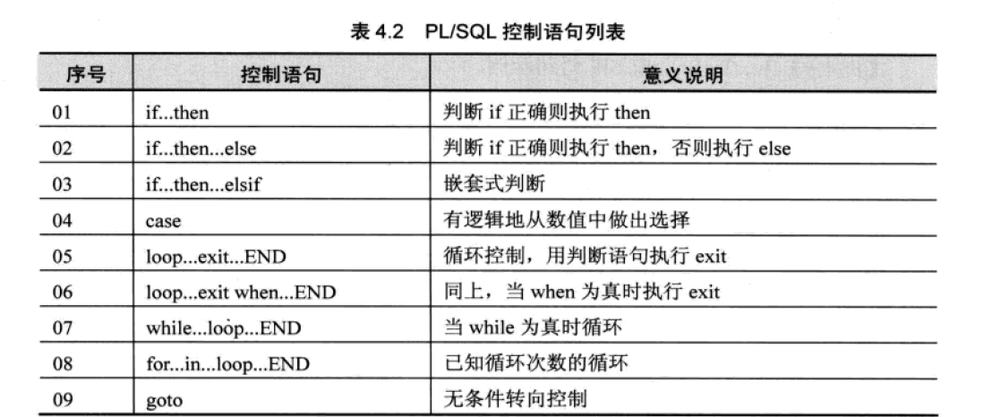 表 4.2 PL/SQL 控制语句列表
序号 控制语句 意义说明
01 if...then 判断 if 正确则执行 then
02 if...then...else 判断 if 正确则执行 then，否则执行 else
03 if...then...elsif 嵌套式判断
04 case 有逻辑地从数值中做出选择
05 loop...exit...END 循环控制，用判断语句执行 exit
06 loop...exit when...END 同上，当 when 为真时执行 exit
07 while...loop...END 当 while 为真时循环
08 for...in...loop...END 已知循环次数的循环
09 goto 无条件转向控制